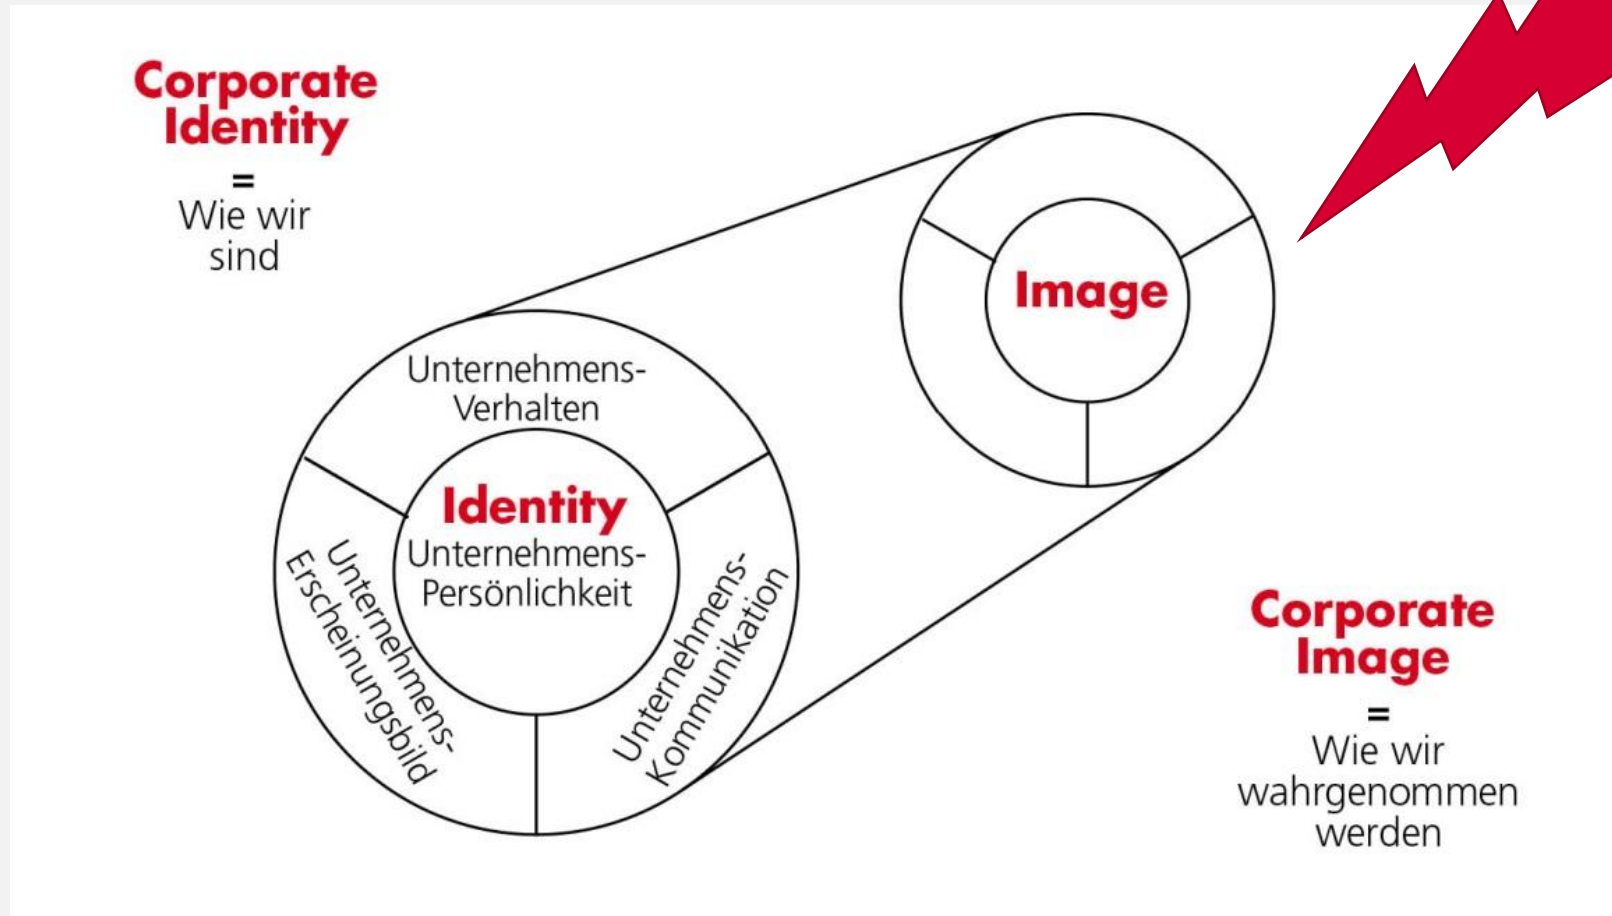 Corporate
Identity
=
Wie wir
sind
Image
Unternehmens-
Verhalten
Identity
Unternehmens-
Persönlichkeit
Unternehmens-
Erscheinungsbild
Unternehmens-
Kommunikation
Corporate
Image
=
Wie wir
wahrgenommen
werden